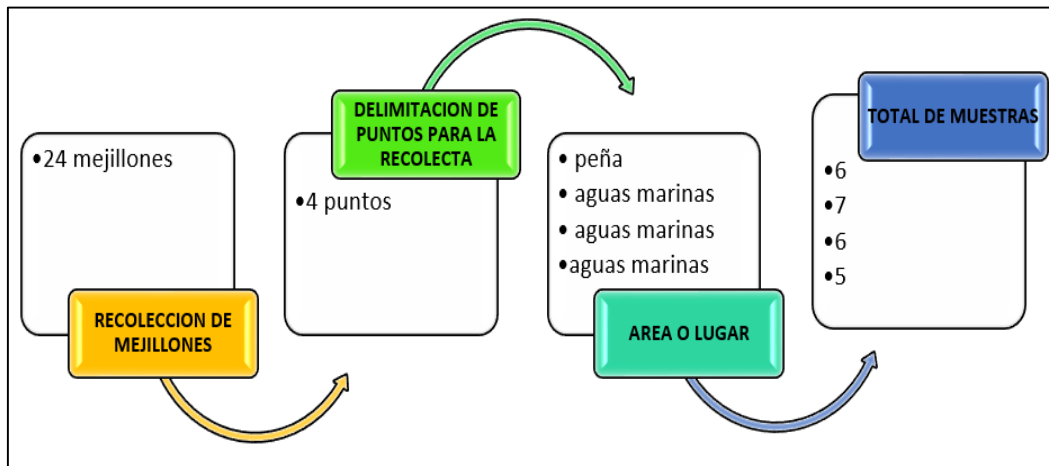 •24 mejillones
RECOLECCION DE
MEJILLONES
DELIMITACION DE
PUNTOS PARA LA
RECOLECTA
•4 puntos
• peña
• aguas marinas
• aguas marinas
•aguas marinas
AREA O LUGAR
TOTAL DE MUESTRAS
•6
•7
•6
•5